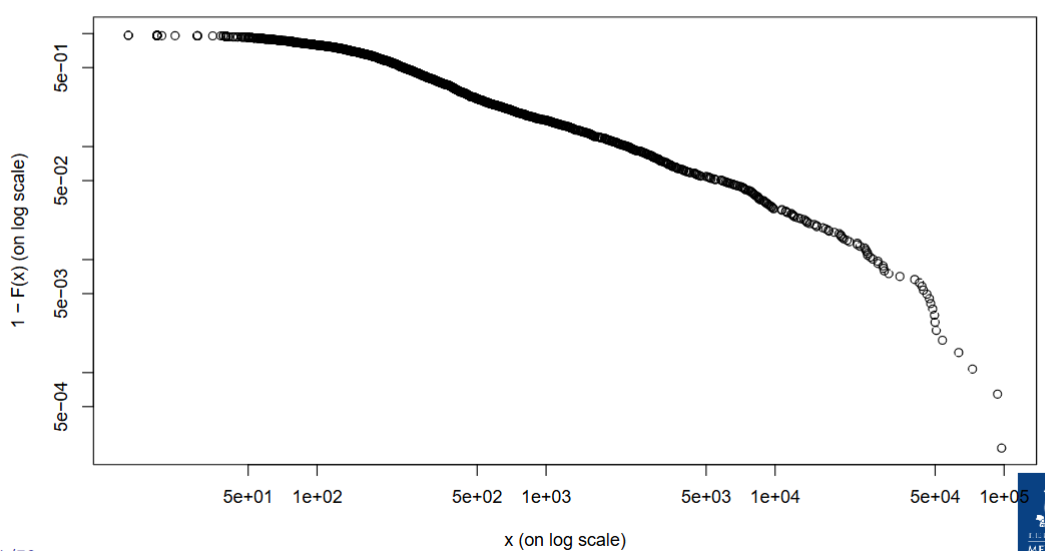 1 − F(x) (on log scale)
5e−01
5e−02
5e−03
5e−04
5e+01 1e+02 5e+02 1e+03 5e+03 1e+04 5e+04 1e+05
x (on log scale)